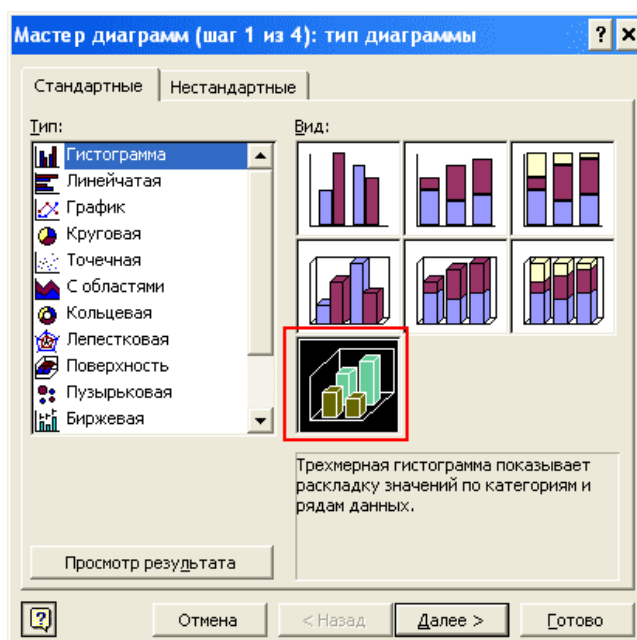 Мастер диаграмм (шаг 1 из 4): тип диаграммы
Стандартные Нестандартные
Тип: Вид:
Гистограмма
Линейчатая
График
Круговая
Точечная
С областями
Кольцевая
Лепестковая
Поверхность
Пузырьковая
Биржевая
Трехмерная гистограмма показывает
раскладку значений по категориям и
рядам данных.
Просмотр результата
Отмена < Назад Далее > Готово